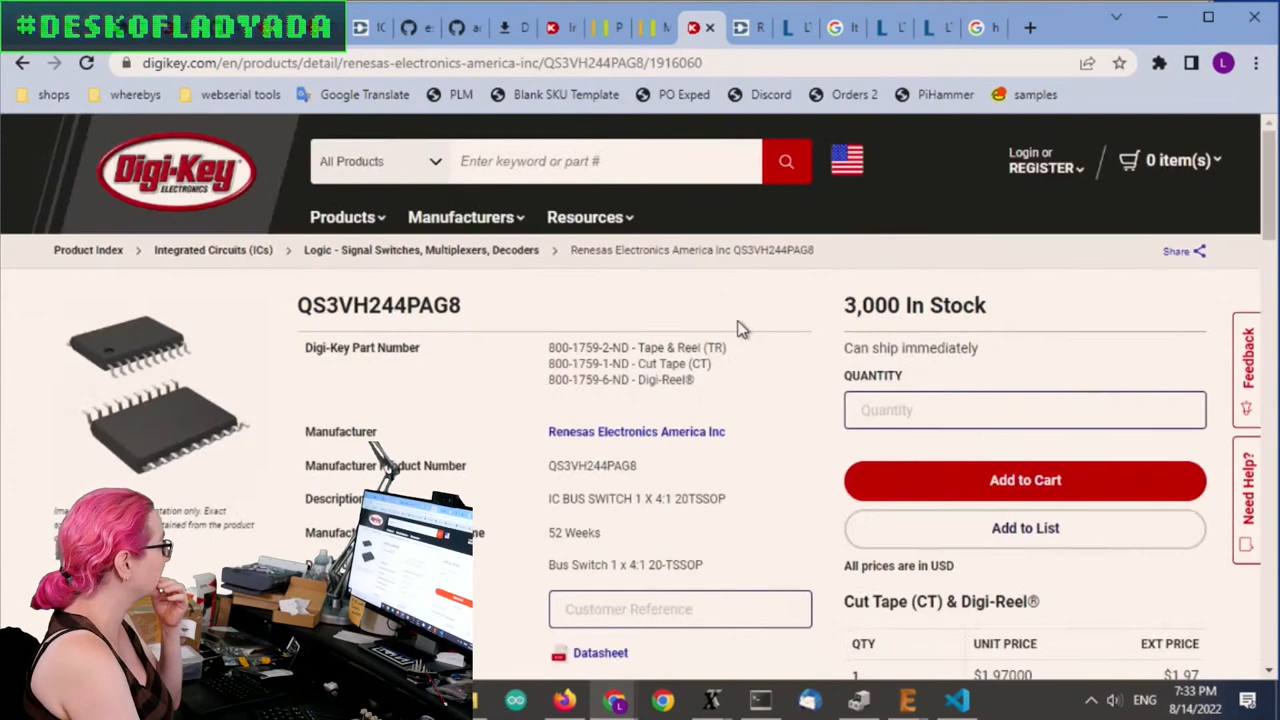 #DESKOFLADYADA
digikey.com/en/products/detail/renesas-electronics-america-inc/QS3VH244PAG8/1916060
shops whereбys webserial tools Google Translate PLM Blank SKU Template PO Exped Discord Orders 2 PiHammer samples
Digi-Key
ELECTRONICS
All Products
Enter keyword or part #
Login or
REGISTER
0 item(s)
Products Manufacturers Resources
Product Index > Integrated Circuits (ICs) > Logic - Signal Switches, Multiplexers, Decoders > Renesas Electronics America Inc QS3VH244PAG8
Share
QS3VH244PAG8
Digi-Key Part Number
800-1759-2-ND - Tape & Reel (TR)
800-1759-1-ND - Cut Tape (CT)
800-1759-6-ND - Digi-Reel®
Manufacturer
Renesas Electronics America Inc
Manufacturer Product Number
QS3VH244PAG8
Description
IC BUS SWITCH 1 X 4:1 20TSSOP
52 Weeks
Bus Switch 1 x 4:1 20-TSSOP
Customer Reference
Datasheet
3,000 In Stock
Can ship immediately
QUANTITY
Quantity
Add to Cart
Add to List
All prices are in USD
Cut Tape (CT) & Digi-Reel®
QTY UNIT PRICE EXT PRICE
1 $1.97000 $1.97
Feedback
Need Help?
ENG
7:33 PM
8/14/2022